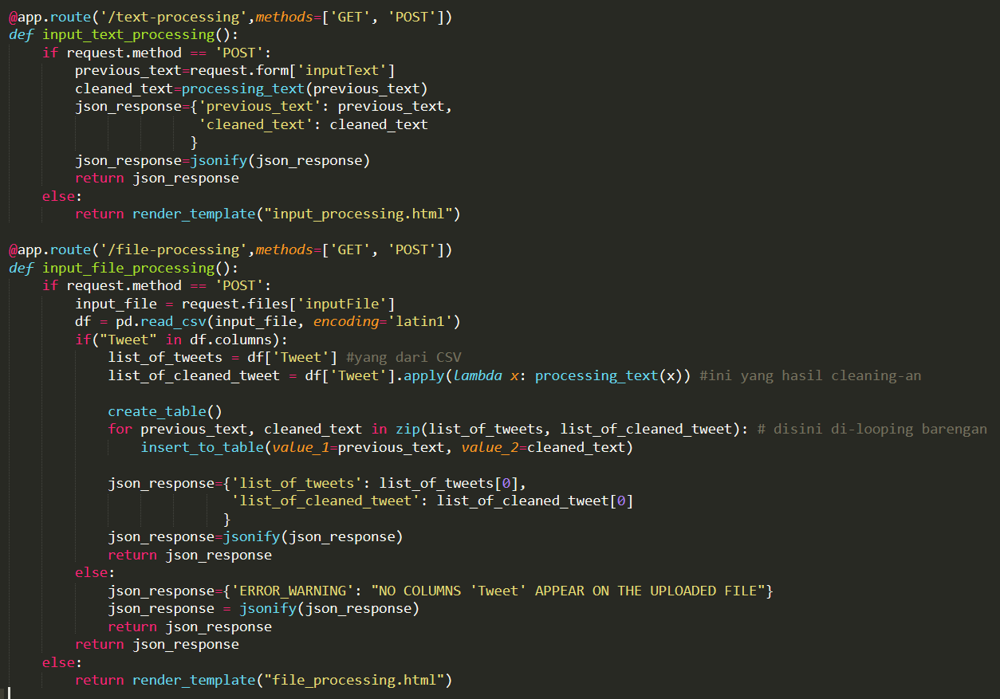 @app.route('/text-processing',methods=['GET', 'POST'])
def input_text_processing():
    if request.method == 'POST':
        previous_text=request.form['inputText']
        cleaned_text=processing_text(previous_text)
        json_response={'previous_text': previous_text,
                       'cleaned_text': cleaned_text
                      }
        json_response=jsonify(json_response)
        return json_response
    else:
        return render_template("input_processing.html")

@app.route('/file-processing',methods=['GET', 'POST'])
def input_file_processing():
    if request.method == 'POST':
        input_file = request.files['inputFile']
        df = pd.read_csv(input_file, encoding='latin1')
        if("Tweet" in df.columns):
            list_of_tweets = df['Tweet'] #yang dari CSV
            list_of_cleaned_tweet = df['Tweet'].apply(lambda x: processing_text(x)) #ini yang hasil cleaning-an

            create_table()
            for previous_text, cleaned_text in zip(list_of_tweets, list_of_cleaned_tweet): # disini di-looping barengan
                insert_to_table(value_1=previous_text, value_2=cleaned_text)

            json_response={'list_of_tweets': list_of_tweets[0],
                           'list_of_cleaned_tweet': list_of_cleaned_tweet[0]
                          }
            json_response=jsonify(json_response)
            return json_response
        else:
            json_response={'ERROR_WARNING': "NO COLUMNS 'Tweet' APPEAR ON THE UPLOADED FILE"}
            json_response = jsonify(json_response)
            return json_response
        return json_response
    else:
        return render_template("file_processing.html")